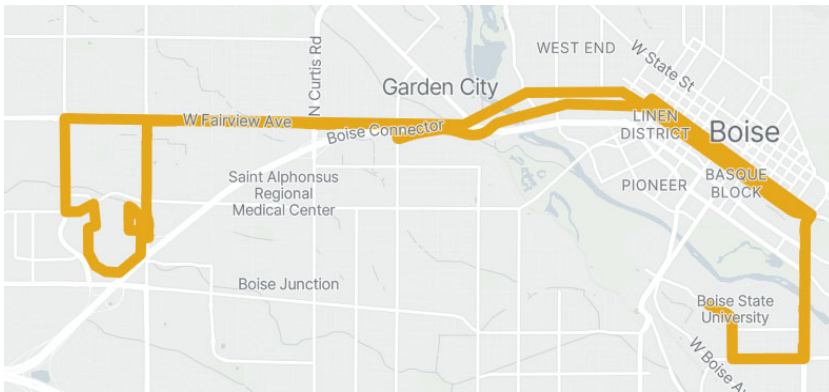 WEST END
W State St
N Curtis Rd
Garden City
W Fairview Ave
Boise Connector
LINEN
DISTRICT
Boise
Saint Alphonsus
Regional
Medical Center
PIONEER
BASQUE
BLOCK
Boise Junction
Boise State
University
W Boise Av